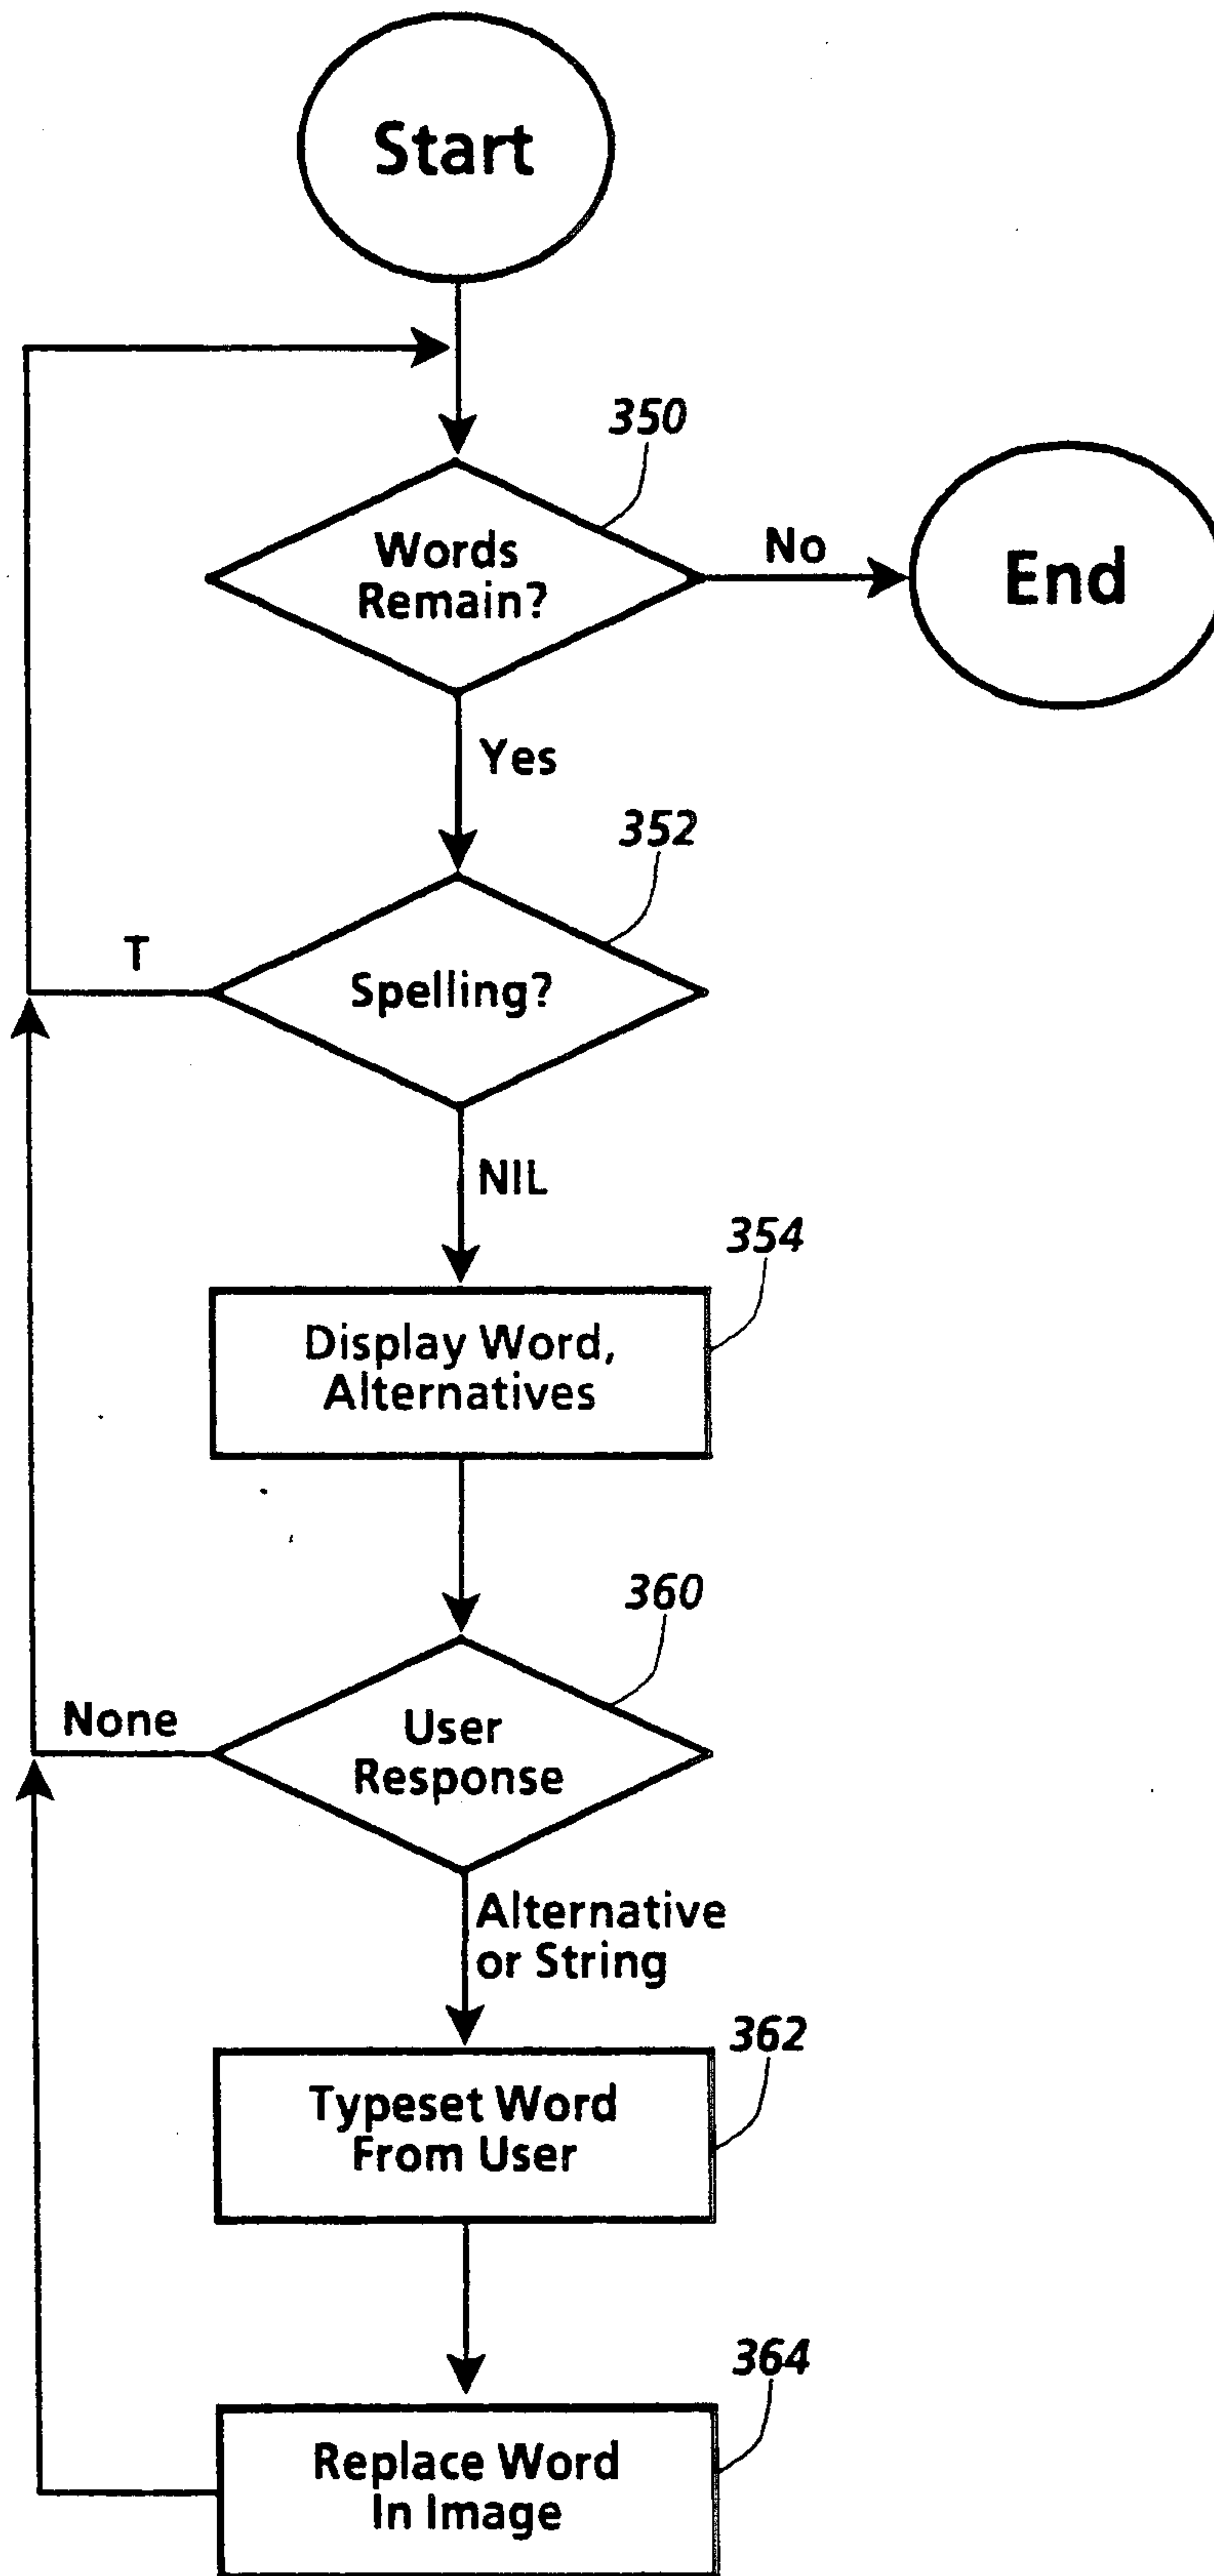 Start
350
Words
Remain?
No
End
Yes
352
T
Spelling?
NIL
354
Display Word,
Alternatives
360
None
User
Response
Alternative
or String
362
Typeset Word
From User
364
Replace Word
In Image